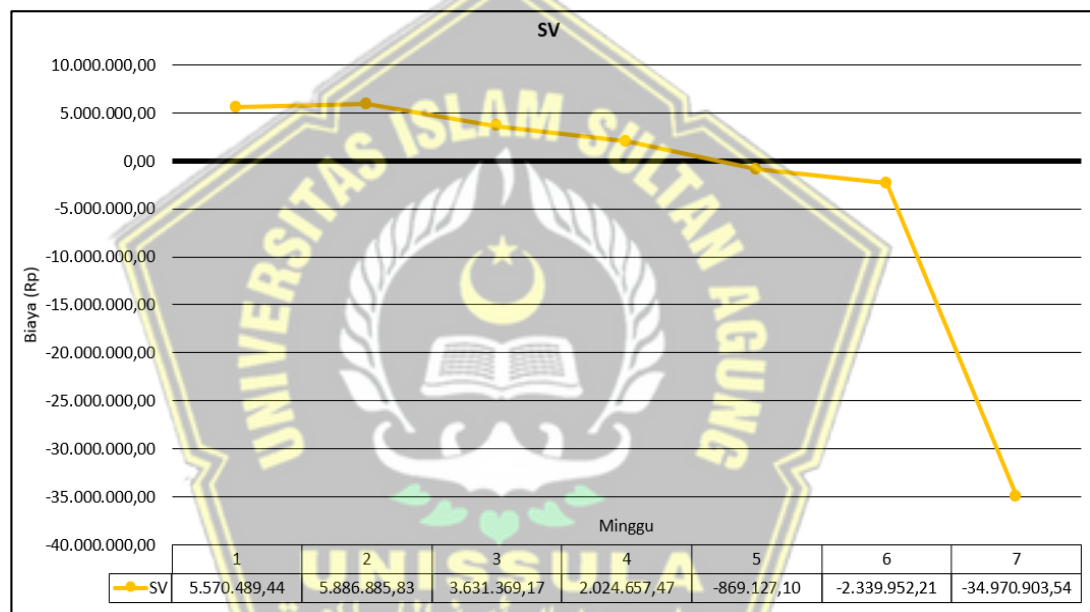 SV
10.000.000,00
5.000.000,00
0,00
-5.000.000,00
-10.000.000,00
-15.000.000,00
-20.000.000,00
-25.000.000,00
-30.000.000,00
-35.000.000,00
-40.000.000,00
Biaya (Rp)
UNIVERSITAS ISLAM SULTAN AGUNG
Minggu
1 2 3 4 5 6 7
SV 5.570.489,44 5.886.885,83 3.631.369,17 2.024.657,47 -869.127,10 -2.339.952,21 -34.970.903,54
UNISSULA